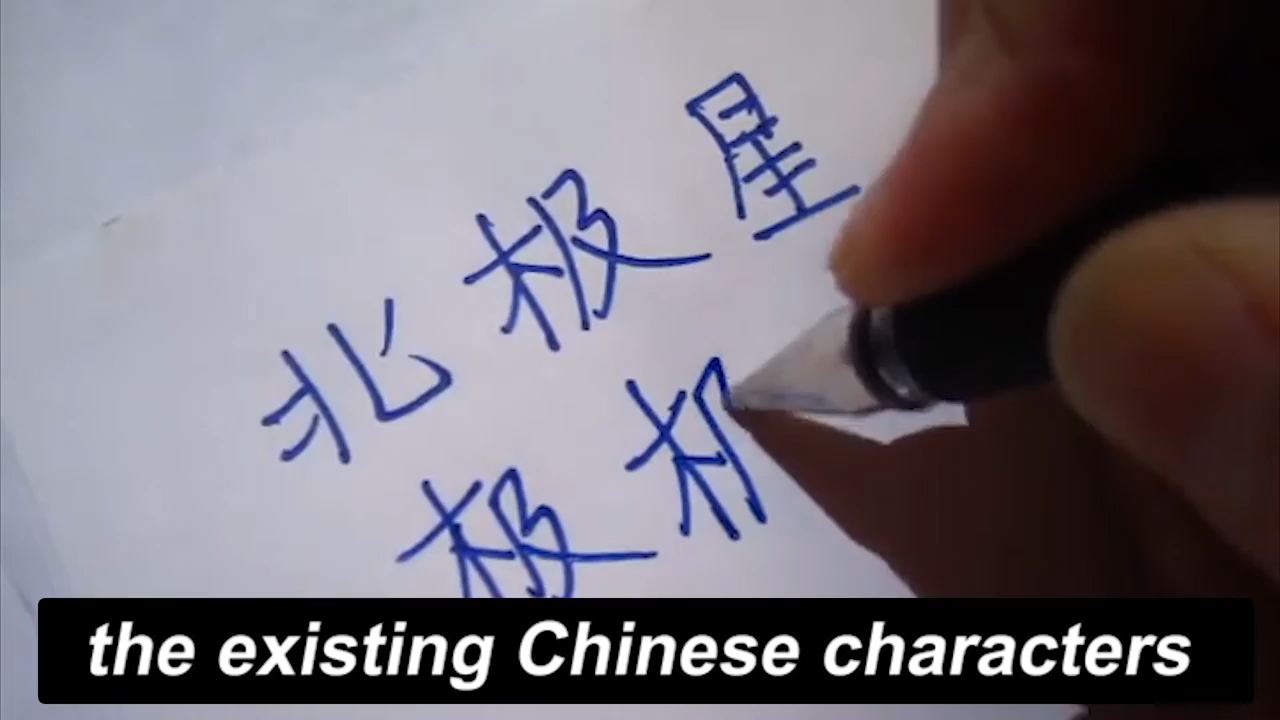 北极星
极
the existing Chinese characters